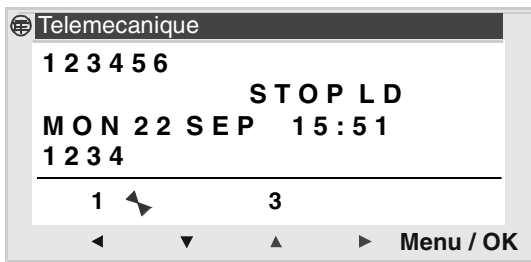 Telemecanique
123456
STOP LD
MON 22 SEP 15:51
1234
1 3
Menu / OK